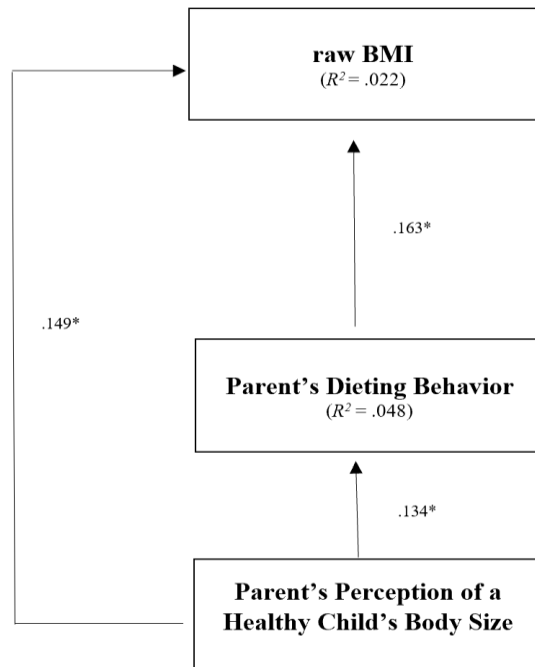 raw BMI
(R² = .022)
.163*
.149*
Parent’s Dieting Behavior
(R² = .048)
.134*
Parent’s Perception of a
Healthy Child’s Body Size